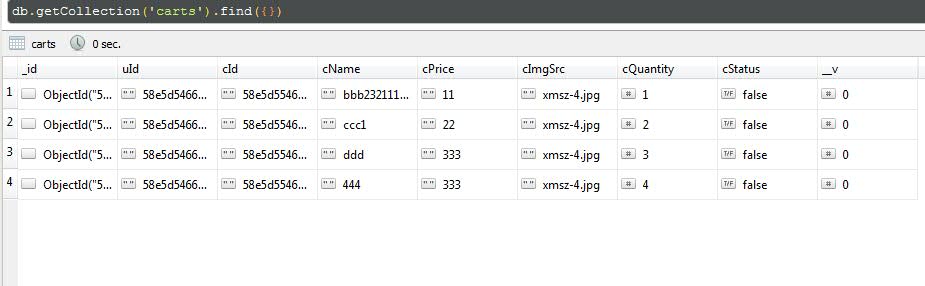 db.getCollection('carts').find({})
carts 0 sec.
_id uId cId cName cPrice cImgSrc cQuantity cStatus __v
1 ObjectId("5... "" 58e5d5466... "" 58e5d5546... "" bbb232111... "" 11 "" xmsz-4.jpg # 1 T/F false # 0
2 ObjectId("5... "" 58e5d5466... "" 58e5d5546... "" ccc1 "" 22 "" xmsz-4.jpg # 2 T/F false # 0
3 ObjectId("5... "" 58e5d5466... "" 58e5d5546... "" ddd "" 333 "" xmsz-4.jpg # 3 T/F false # 0
4 ObjectId("5... "" 58e5d5466... "" 58e5d5546... "" 444 "" 333 "" xmsz-4.jpg # 4 T/F false # 0